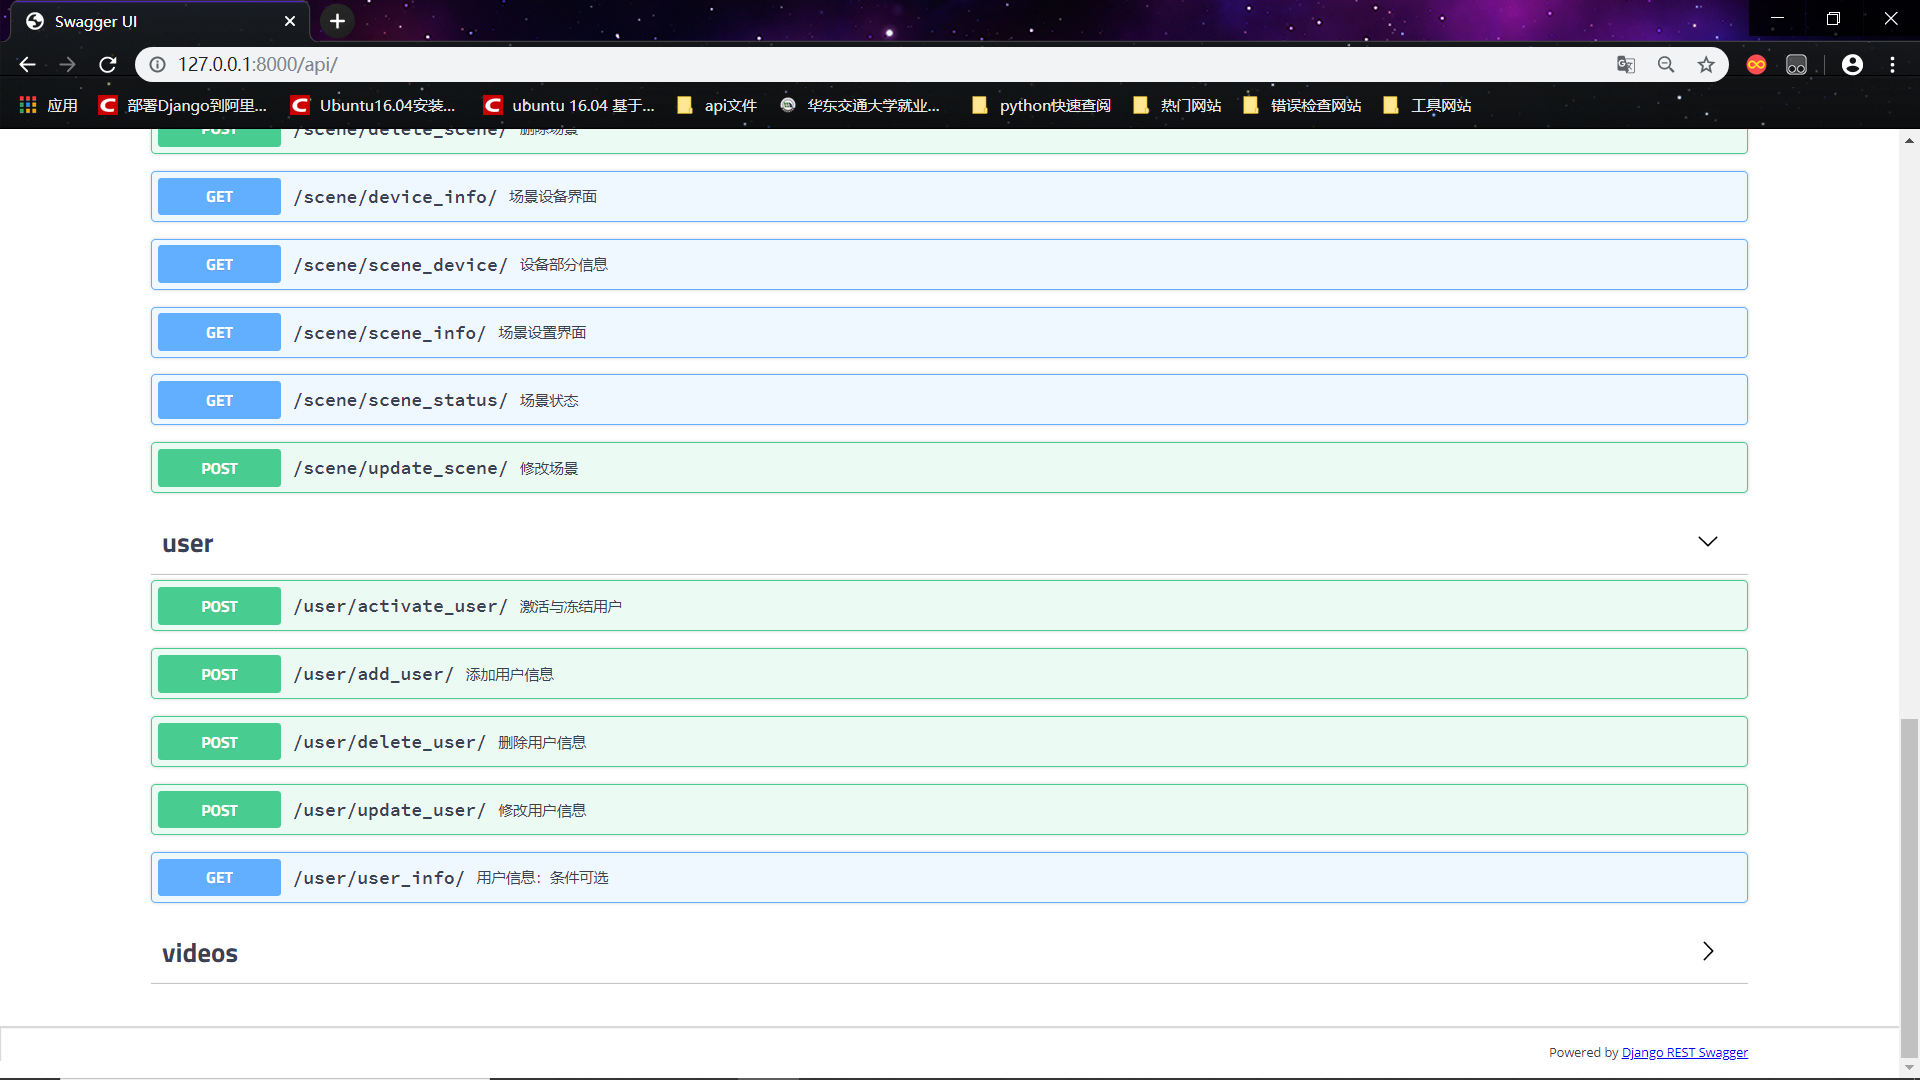 Swagger UI
127.0.0.1:8000/api/
应用
部署Django到阿里...
Ubuntu16.04安装...
ubuntu 16.04 基于...
api文件
华东交通大学就业...
python快速查阅
热门网站
错误检查网站
工具网站
POST /scene/delete_scene/ 删除场景
GET /scene/device_info/ 场景设备界面
GET /scene/scene_device/ 设备部分信息
GET /scene/scene_info/ 场景设置界面
GET /scene/scene_status/ 场景状态
POST /scene/update_scene/ 修改场景
user
POST /user/activate_user/ 激活与冻结用户
POST /user/add_user/ 添加用户信息
POST /user/delete_user/ 删除用户信息
POST /user/update_user/ 修改用户信息
GET /user/user_info/ 用户信息：条件可选
videos
Powered by Django REST Swagger